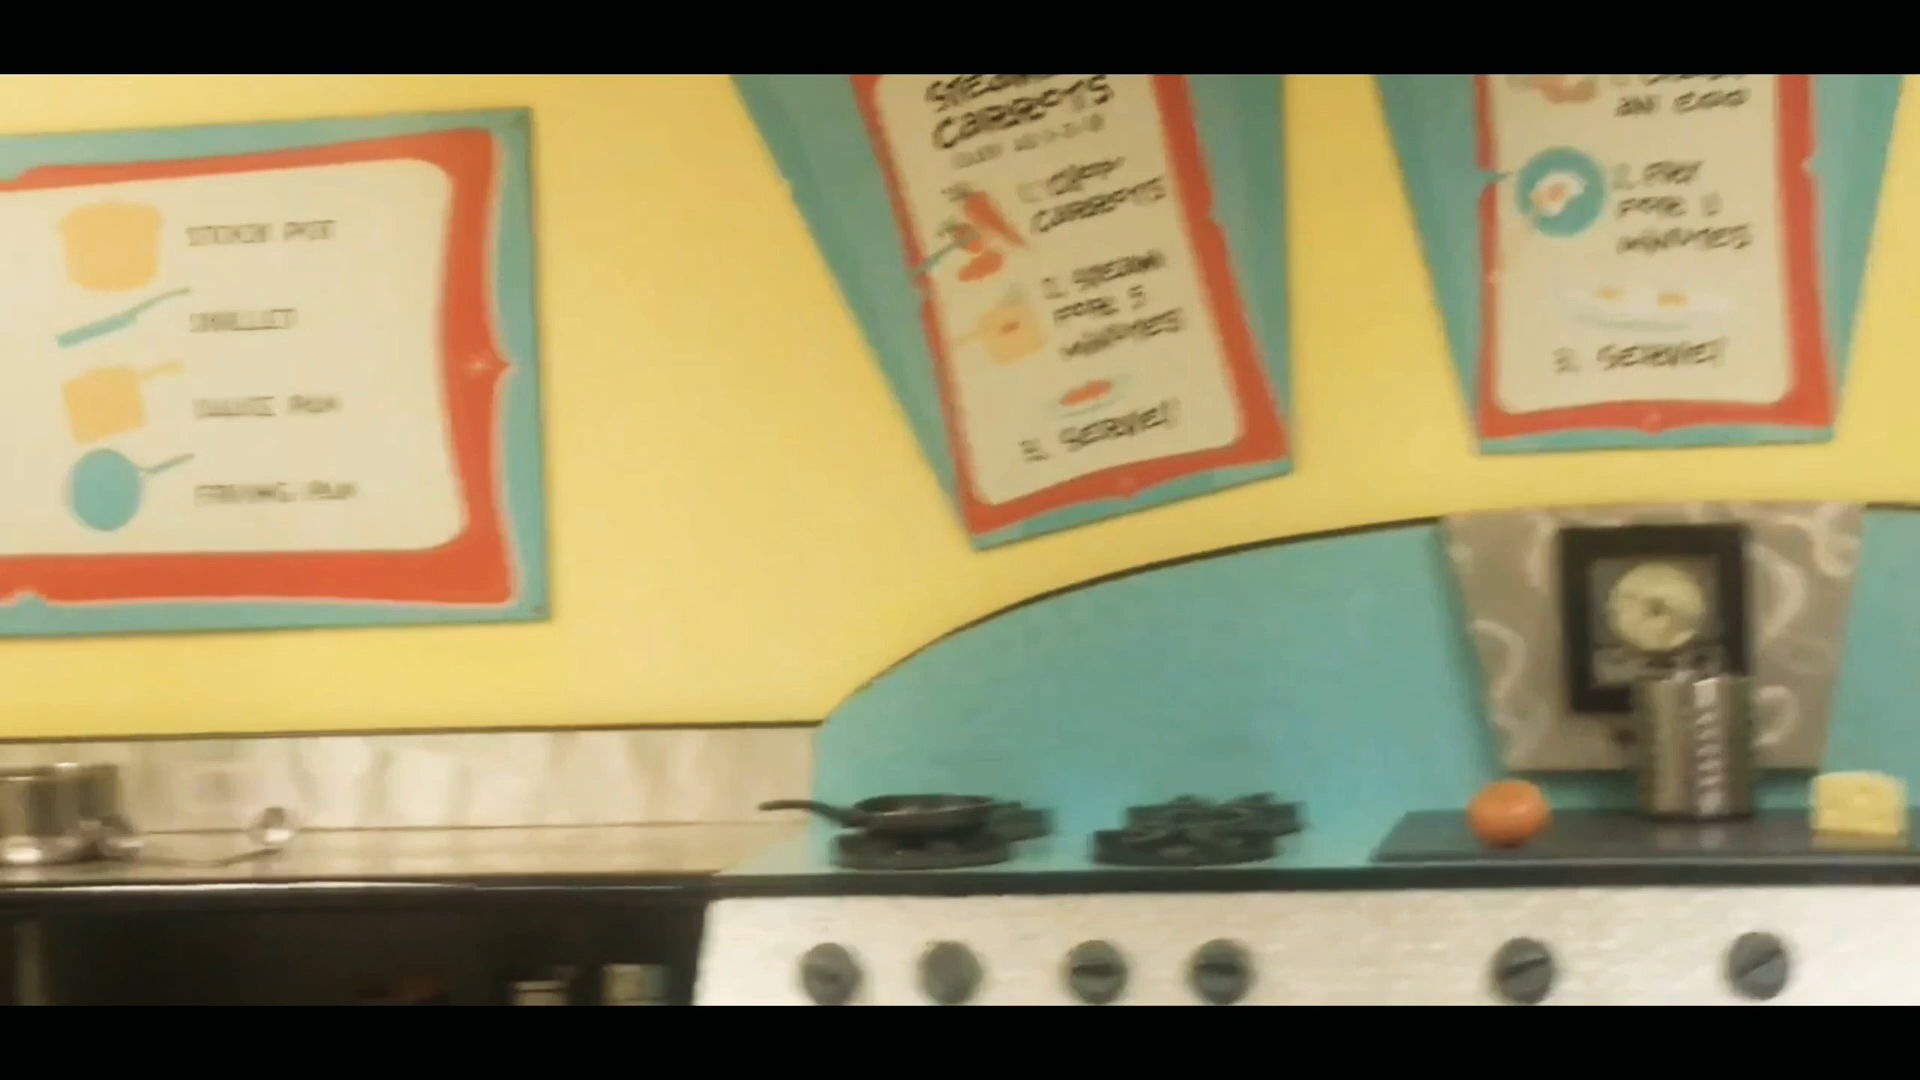 STOCK POT
SKILLET
SAUCE PAN
FRYING PAN
STEAMED
CARROTS
1. CHOP
CARROTS
2. STEAM
FOR 5
MINUTES
3. SERVE!
AN EGG
2. FRY
FOR
MINUTES
3. SERVE!